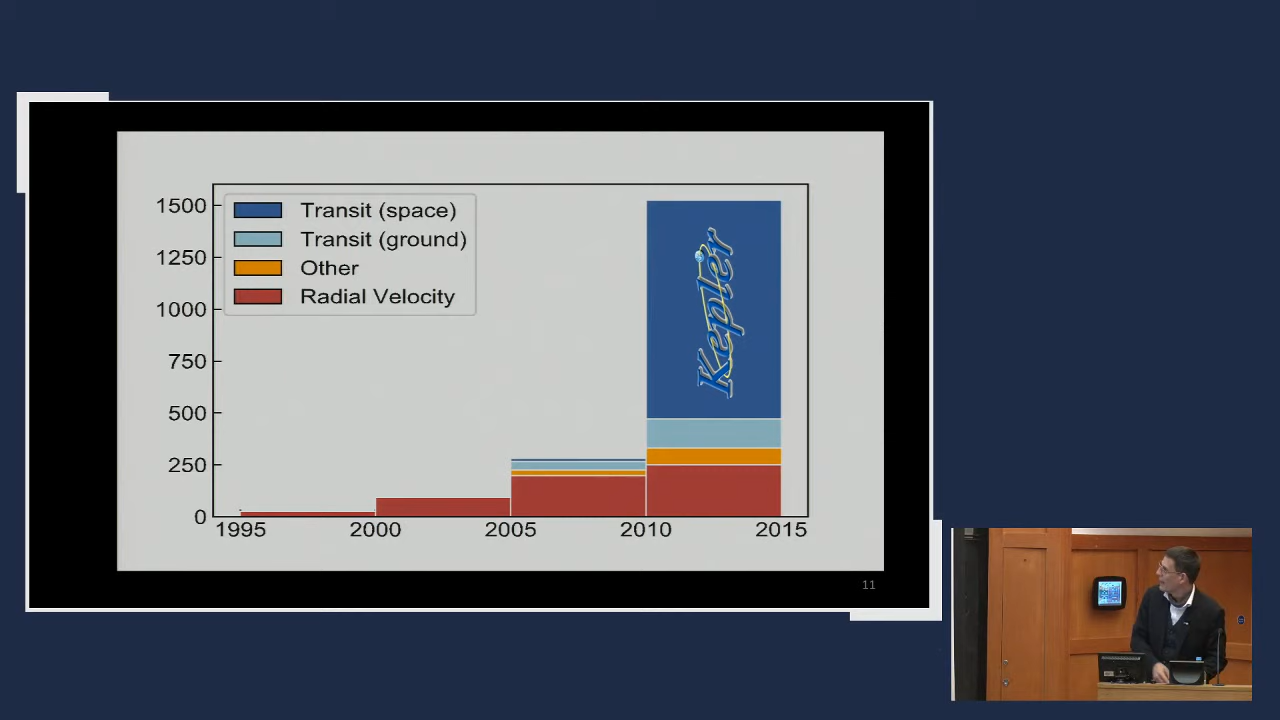 1500
1250
1000
750
500
250
0
Transit (space)
Transit (ground)
Other
Radial Velocity
Kepler
1995 2000 2005 2010 2015
11